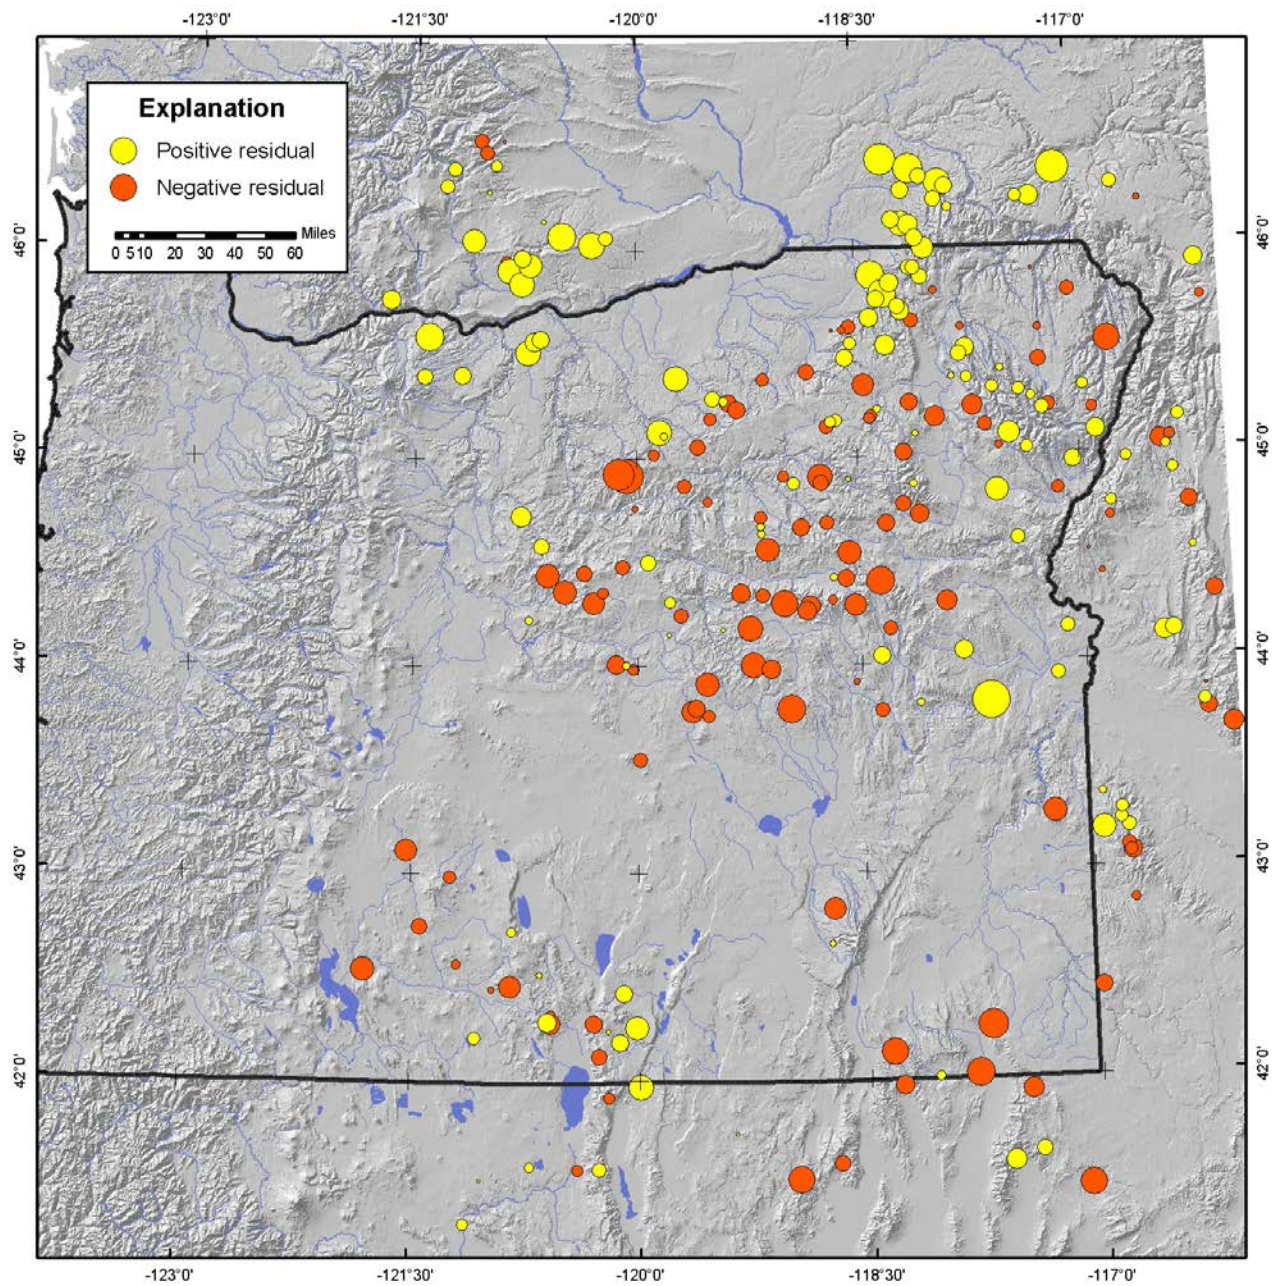 -123°0' -121°30' -120°0' -118°30' -117°0'
Explanation
Positive residual
Negative residual
Miles
0 5 10 20 30 40 50 60
46°0' 46°0'
45°0' 45°0'
44°0' 44°0'
43°0' 43°0'
42°0' 42°0'
-123°0' -121°30' -120°0' -118°30' -117°0'